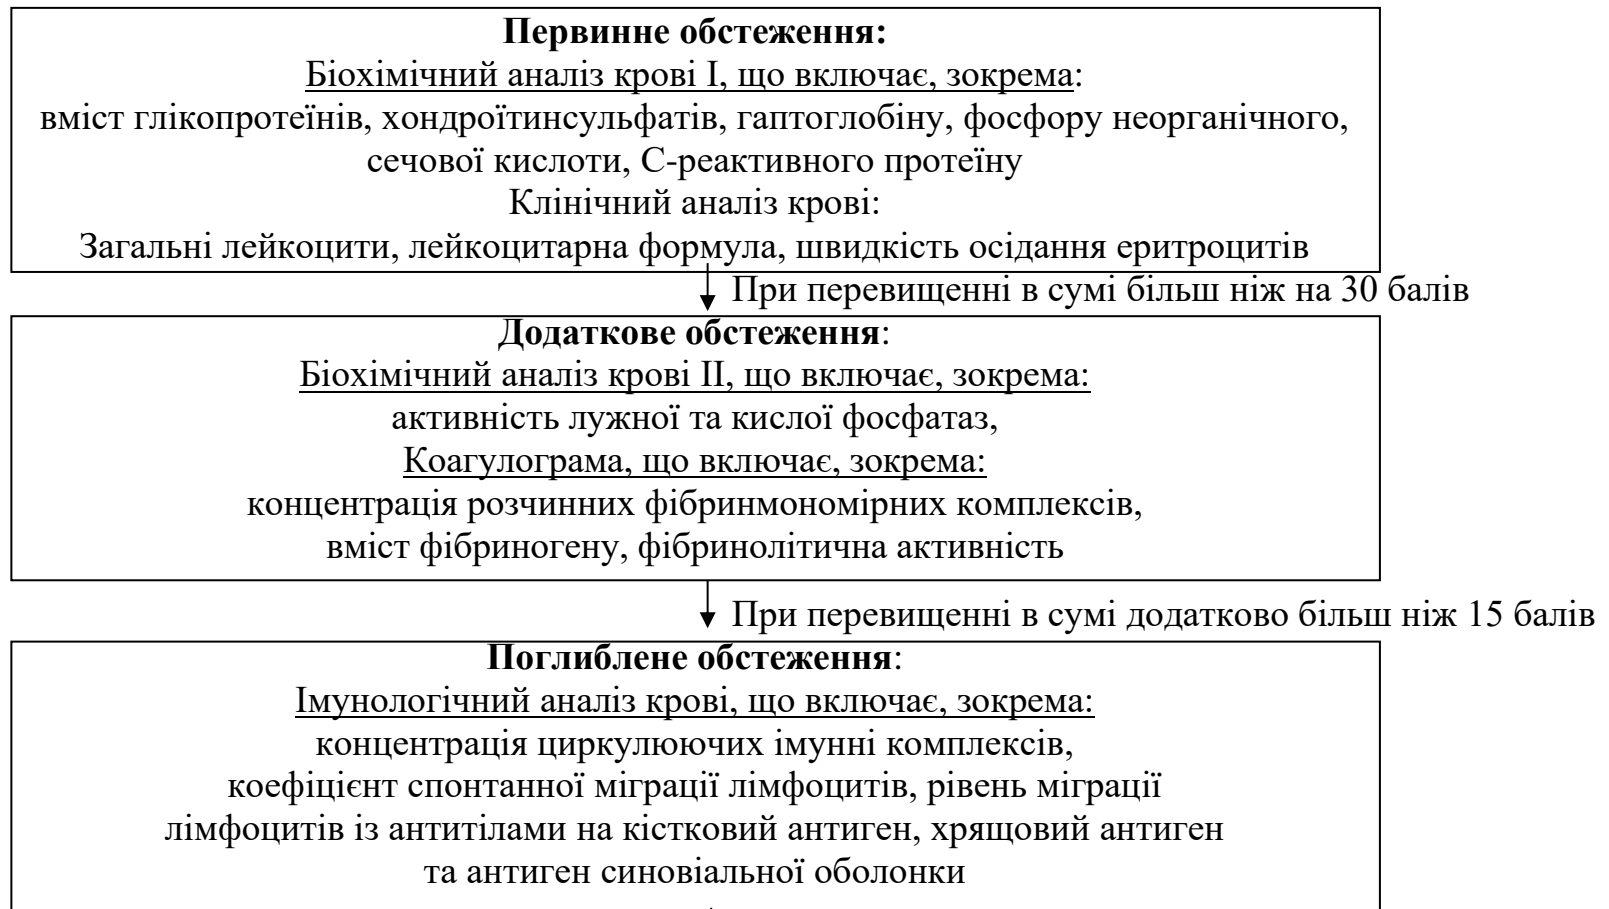 Первинне обстеження:
Біохімічний аналіз крові І, що включає, зокрема:
вміст глікопротеїнів, хондроїтинсульфатів, гаптоглобіну, фосфору неорганічного,
сечової кислоти, С-реактивного протеїну
Клінічний аналіз крові:
Загальні лейкоцити, лейкоцитарна формула, швидкість осідання еритроцитів
При перевищенні в сумі більш ніж на 30 балів
Додаткове обстеження:
Біохімічний аналіз крові ІІ, що включає, зокрема:
активність лужної та кислої фосфатаз,
Коагулограма, що включає, зокрема:
концентрація розчинних фібринмономірних комплексів,
вміст фібриногену, фібринолітична активність
При перевищенні в сумі додатково більш ніж 15 балів
Поглиблене обстеження:
Імунологічний аналіз крові, що включає, зокрема:
концентрація циркулюючих імунні комплексів,
коефіцієнт спонтанної міграції лімфоцитів, рівень міграції
лімфоцитів із антитілами на кістковий антиген, хрящовий антиген
та антиген синовіальної оболонки